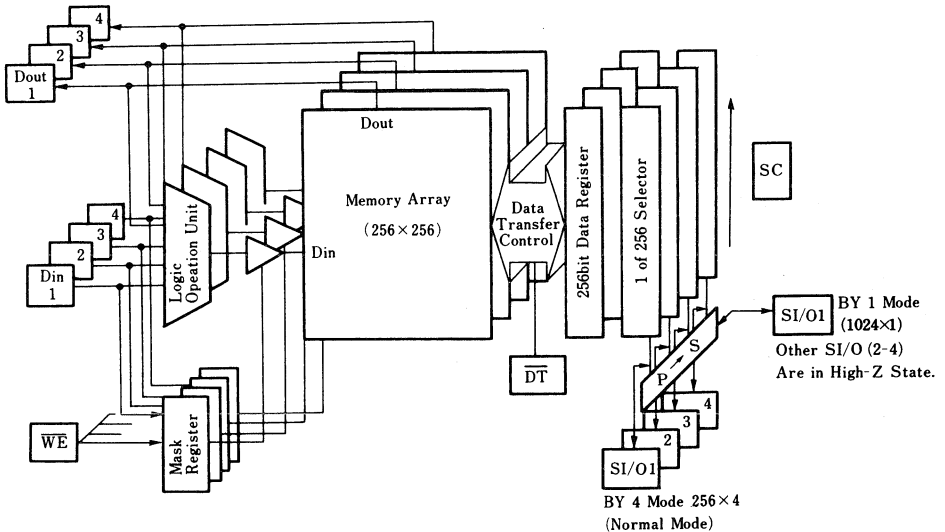 4
3
2
Dout
1
Dout
Memory Array
(256×256)
Din
4
3
2
Din
1
Logic
Opeation Unit
Data
Transfer
Control
256bit Data Register
1 of 256 Selector
SC
DT
WE
Mask
Register
P → S
SI/O1
BY 1 Mode
(1024×1)
Other SI/O (2-4)
Are in High-Z State.
4
3
2
SI/O1
BY 4 Mode 256×4
(Normal Mode)